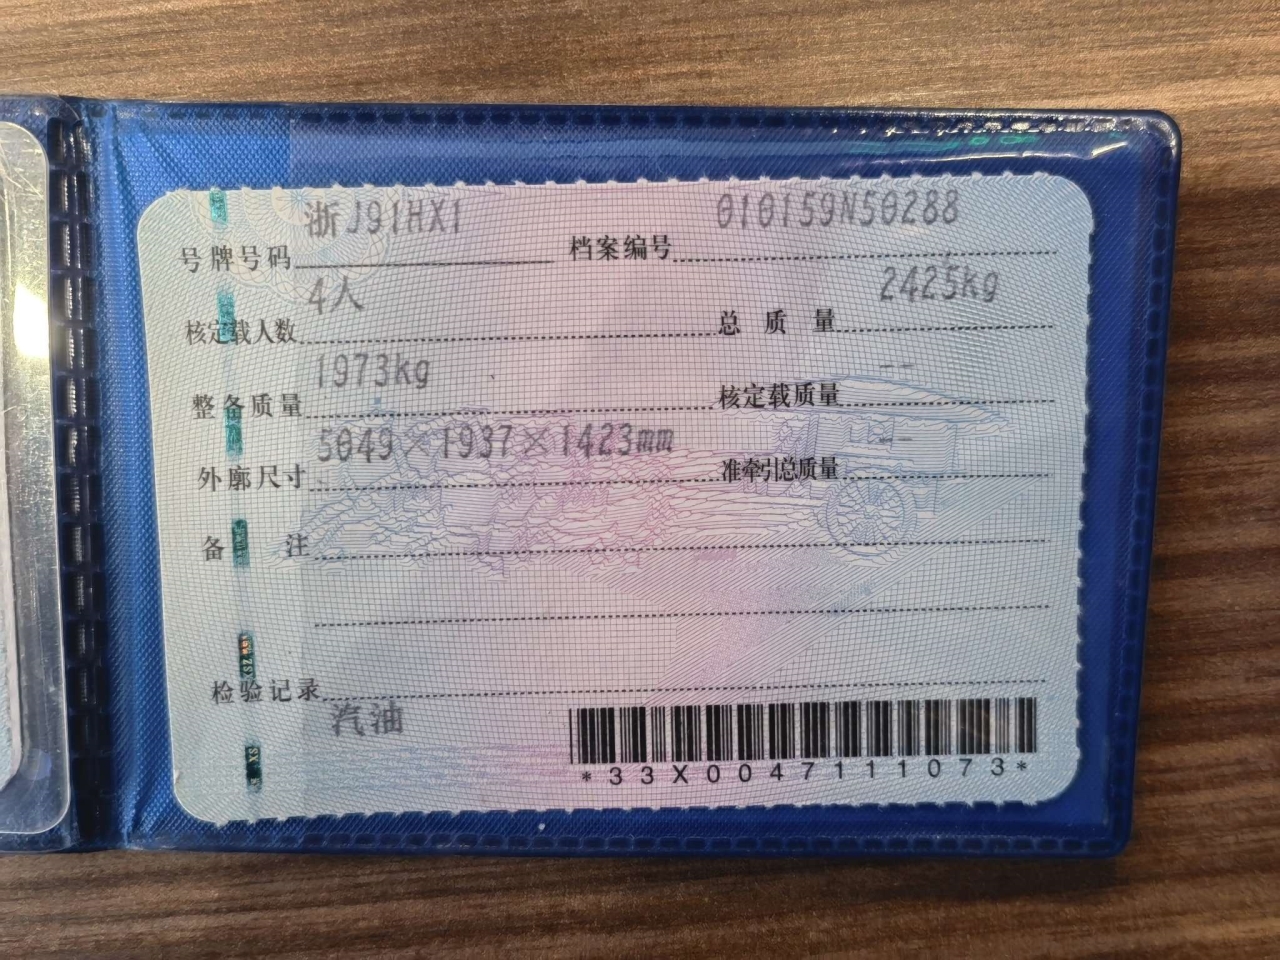 浙J91HX1 010159N50288
号牌号码 档案编号
4人 2425kg
核定载人数 总质量
1973kg --
整备质量 核定载质量
5049×1937×1423mm --
外廓尺寸 准牵引总质量
备注
检验记录
汽油
*33X0047111073*